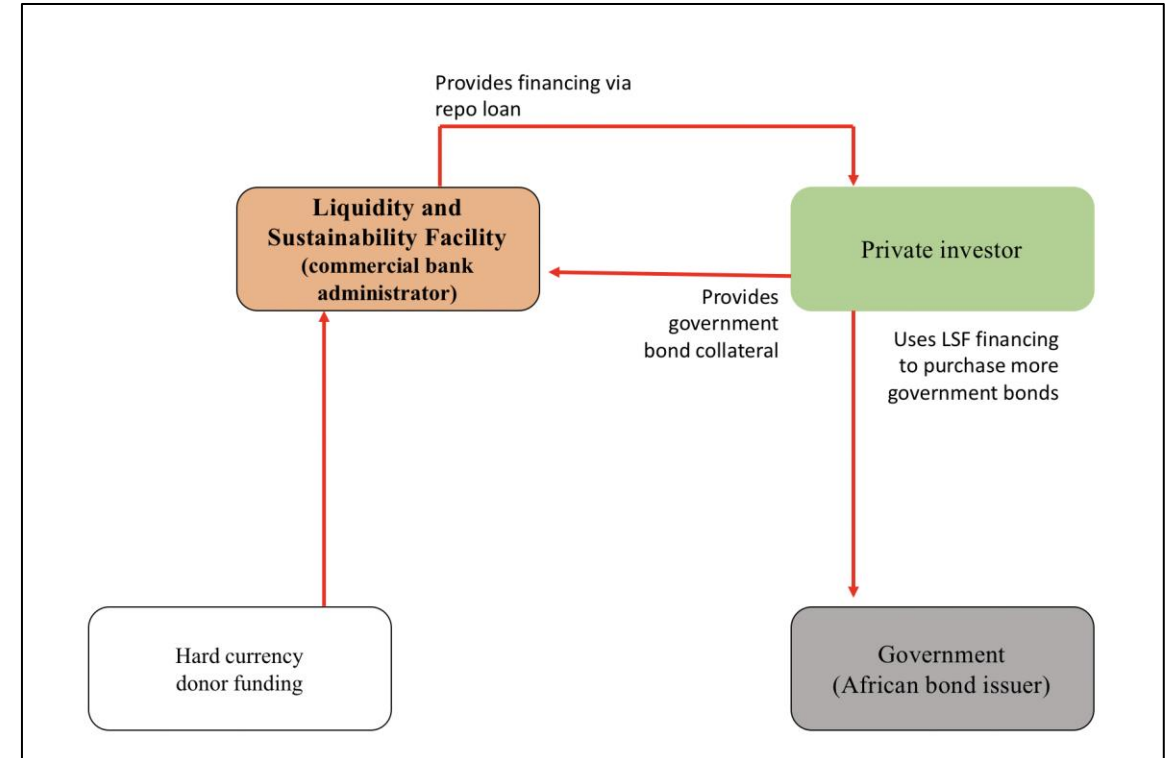 Provides financing via
repo loan
Liquidity and
Sustainability Facility
(commercial bank
administrator)
Private investor
Provides
government
bond collateral
Uses LSF financing
to purchase more
government bonds
Hard currency
donor funding
Government
(African bond issuer)